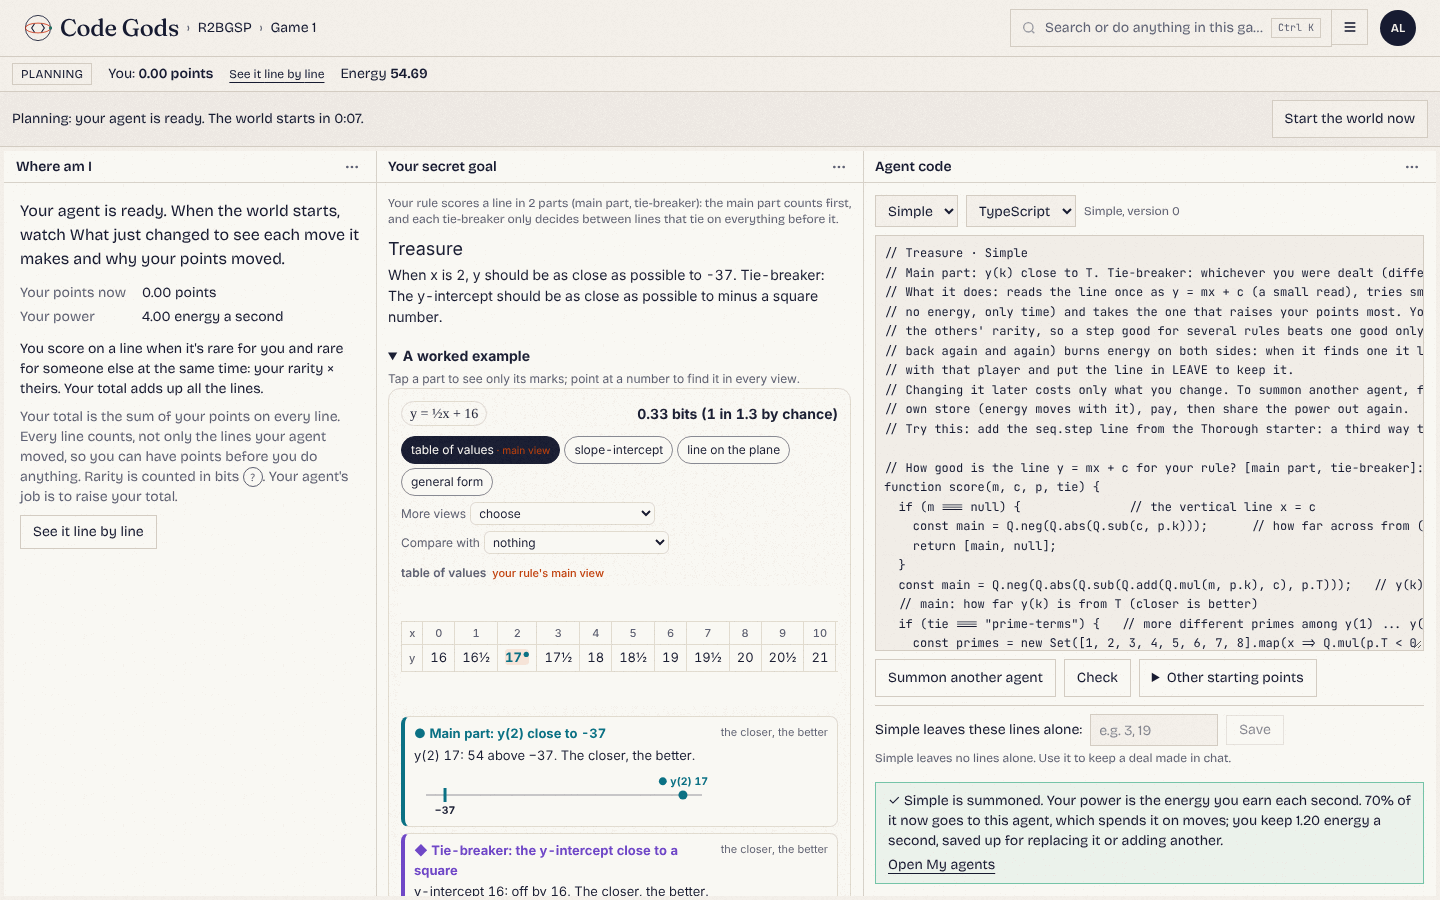 Code Gods › R2BGSP › Game 1
Search or do anything in this ga... Ctrl K ≡ AL
PLANNING You: 0.00 points See it line by line Energy 54.69
Planning: your agent is ready. The world starts in 0:07. Start the world now
Where am I ···
Your agent is ready. When the world starts,
watch What just changed to see each move it
makes and why your points moved.
Your points now 0.00 points
Your power 4.00 energy a second
You score on a line when it's rare for you and rare
for someone else at the same time: your rarity ×
theirs. Your total adds up all the lines.
Your total is the sum of your points on every line.
Every line counts, not only the lines your agent
moved, so you can have points before you do
anything. Rarity is counted in bits ? . Your agent's
job is to raise your total.
See it line by line
Your secret goal ···
Your rule scores a line in 2 parts (main part, tie-breaker): the main part counts first,
and each tie-breaker only decides between lines that tie on everything before it.
Treasure
When x is 2, y should be as close as possible to -37. Tie-breaker:
The y-intercept should be as close as possible to minus a square
number.
▼ A worked example
Tap a part to see only its marks; point at a number to find it in every view.
y = ½x + 16 0.33 bits (1 in 1.3 by chance)
table of values · main view slope-intercept line on the plane
general form
More views choose
Compare with nothing
table of values your rule's main view
x 0 1 2 3 4 5 6 7 8 9 10
y 16 16½ 17 17½ 18 18½ 19 19½ 20 20½ 21
● Main part: y(2) close to -37 the closer, the better
y(2) 17: 54 above −37. The closer, the better.
● y(2) 17
−37
◆ Tie-breaker: the y-intercept close to a the closer, the better
square
y-intercept 16: off by 16. The closer, the better.
Agent code ···
Simple TypeScript Simple, version 0
// Treasure · Simple
// Main part: y(k) close to T. Tie-breaker: whichever you were dealt (diffe
// What it does: reads the line once as y = mx + c (a small read), tries sm
// no energy, only time) and takes the one that raises your points most. Yo
// the others' rarity, so a step good for several rules beats one good only
// back again and again) burns energy on both sides: when it finds one it l
// with that player and put the line in LEAVE to keep it.
// Changing it later costs only what you change. To summon another agent, f
// own store (energy moves with it), pay, then share the power out again.
// Try this: add the seq.step line from the Thorough starter: a third way t
// How good is the line y = mx + c for your rule? [main part, tie-breaker]:
function score(m, c, p, tie) {
if (m === null) { // the vertical line x = c
const main = Q.neg(Q.abs(Q.sub(c, p.k))); // how far across from (
return [main, null];
}
const main = Q.neg(Q.abs(Q.sub(Q.add(Q.mul(m, p.k), c), p.T))); // y(k)
// main: how far y(k) is from T (closer is better)
if (tie === "prime-terms") { // more different primes among y(1) ... y(
const primes = new Set([1, 2, 3, 4, 5, 6, 7, 8].map(x => Q.mul(p.T < 0
Summon another agent Check ▶ Other starting points
Simple leaves these lines alone: e.g. 3, 19 Save
Simple leaves no lines alone. Use it to keep a deal made in chat.
✓ Simple is summoned. Your power is the energy you earn each second. 70% of
it now goes to this agent, which spends it on moves; you keep 1.20 energy a
second, saved up for replacing it or adding another.
Open My agents